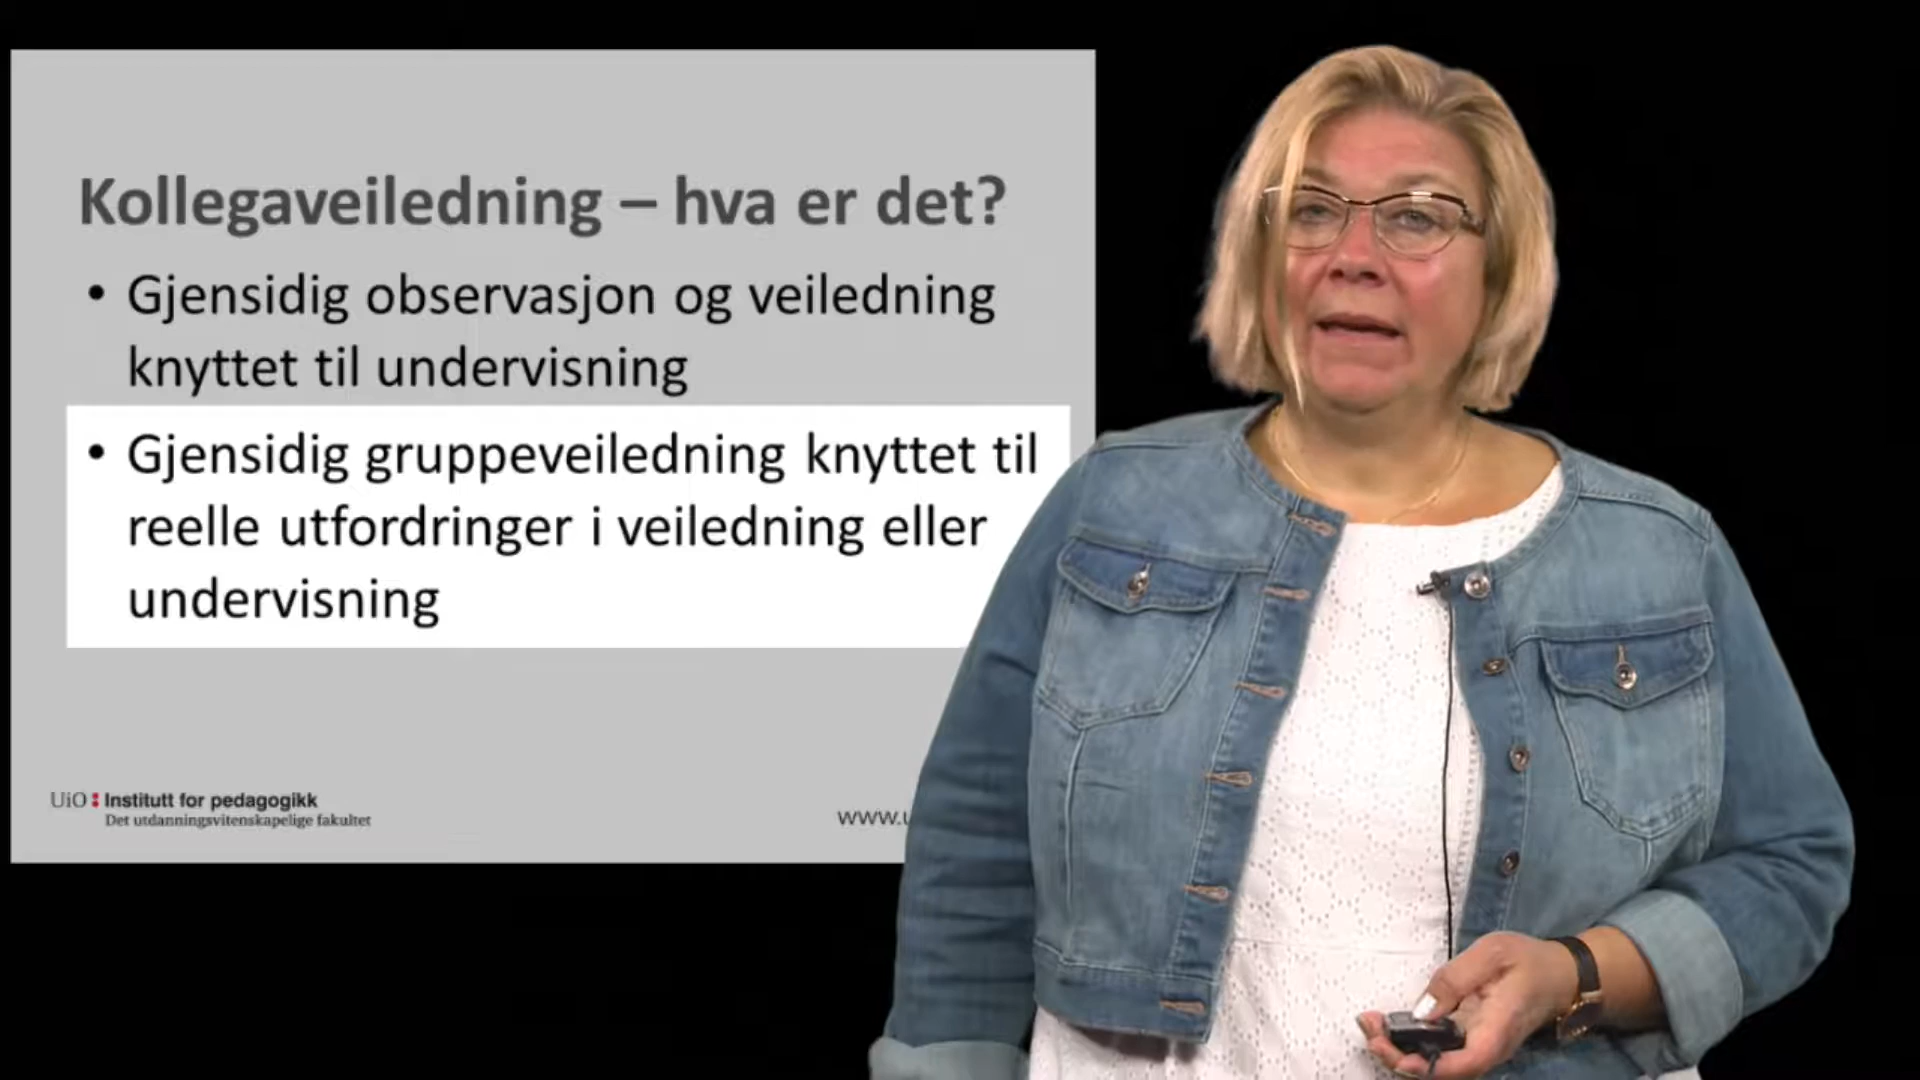 Kollegaveiledning – hva er det?
• Gjensidig observasjon og veiledning
knyttet til undervisning
• Gjensidig gruppeveiledning knyttet til
reelle utfordringer i veiledning eller
undervisning
UiO: Institutt for pedagogikk
Det utdanningsvitenskapelige fakultet